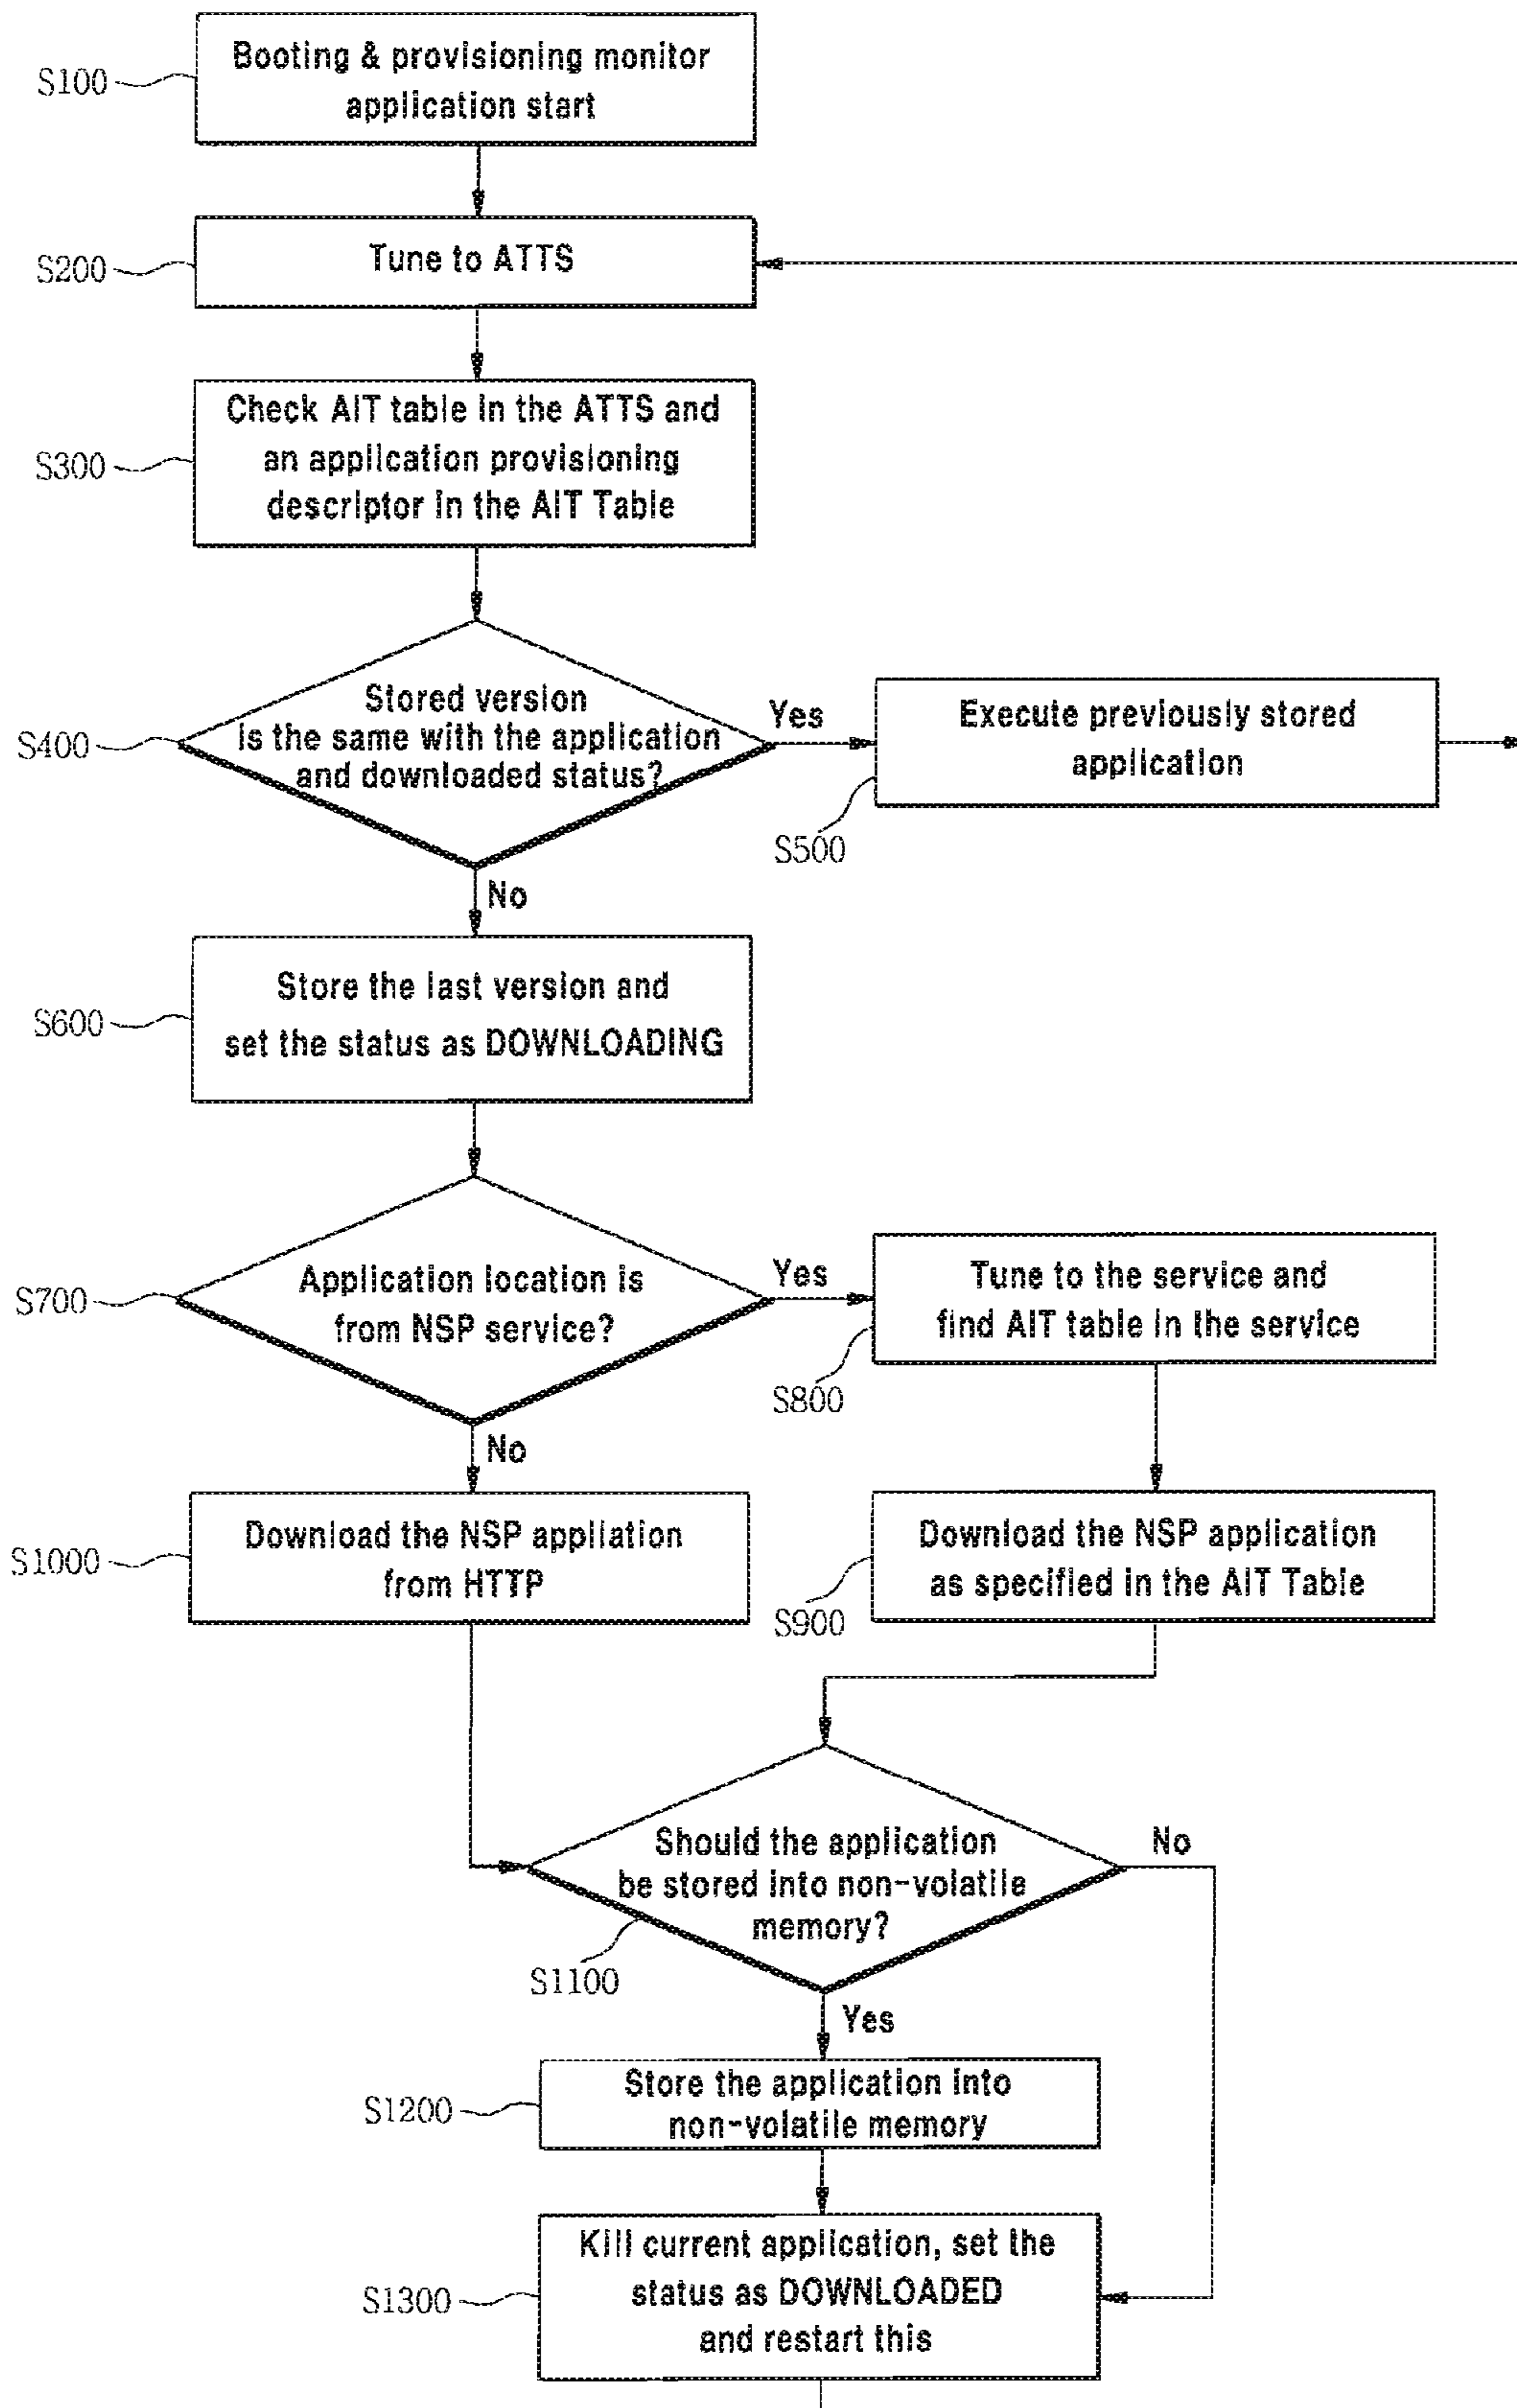 Booting & provisioning monitor
application start
S100
Tune to ATTS
S200
Check AIT table in the ATTS and
an application provisioning
descriptor in the AIT Table
S300
Stored version
is the same with the application
and downloaded status?
S400
Yes
Execute previously stored
application
S500
No
Store the last version and
set the status as DOWNLOADING
S600
Application location is
from NSP service?
S700
Yes
Tune to the service and
find AIT table in the service
S800
No
Download the NSP appliation
from HTTP
S1000
Download the NSP application
as specified in the AIT Table
S900
Should the application
be stored into non-volatile
memory?
S1100
No
Yes
Store the application into
non-volatile memory
S1200
Kill current application, set the
status as DOWNLOADED
and restart this
S1300